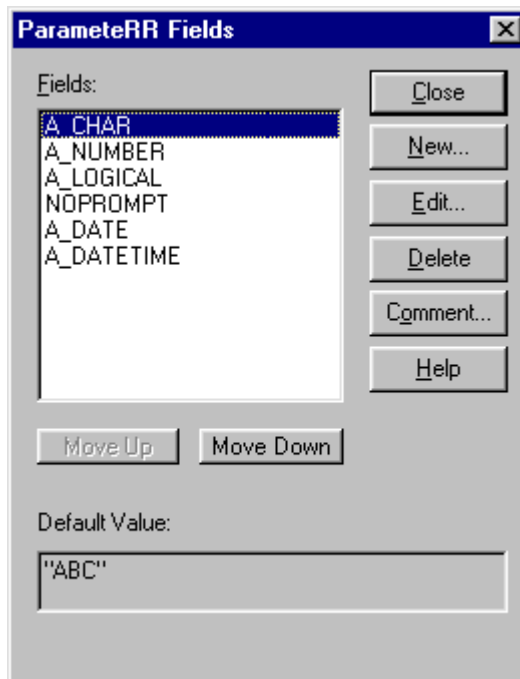 ParameteRR Fields
Fields:
A_CHAR
A_NUMBER
A_LOGICAL
NOPROMPT
A_DATE
A_DATETIME
Close
New...
Edit...
Delete
Comment...
Help
Move Up
Move Down
Default Value:
"ABC"